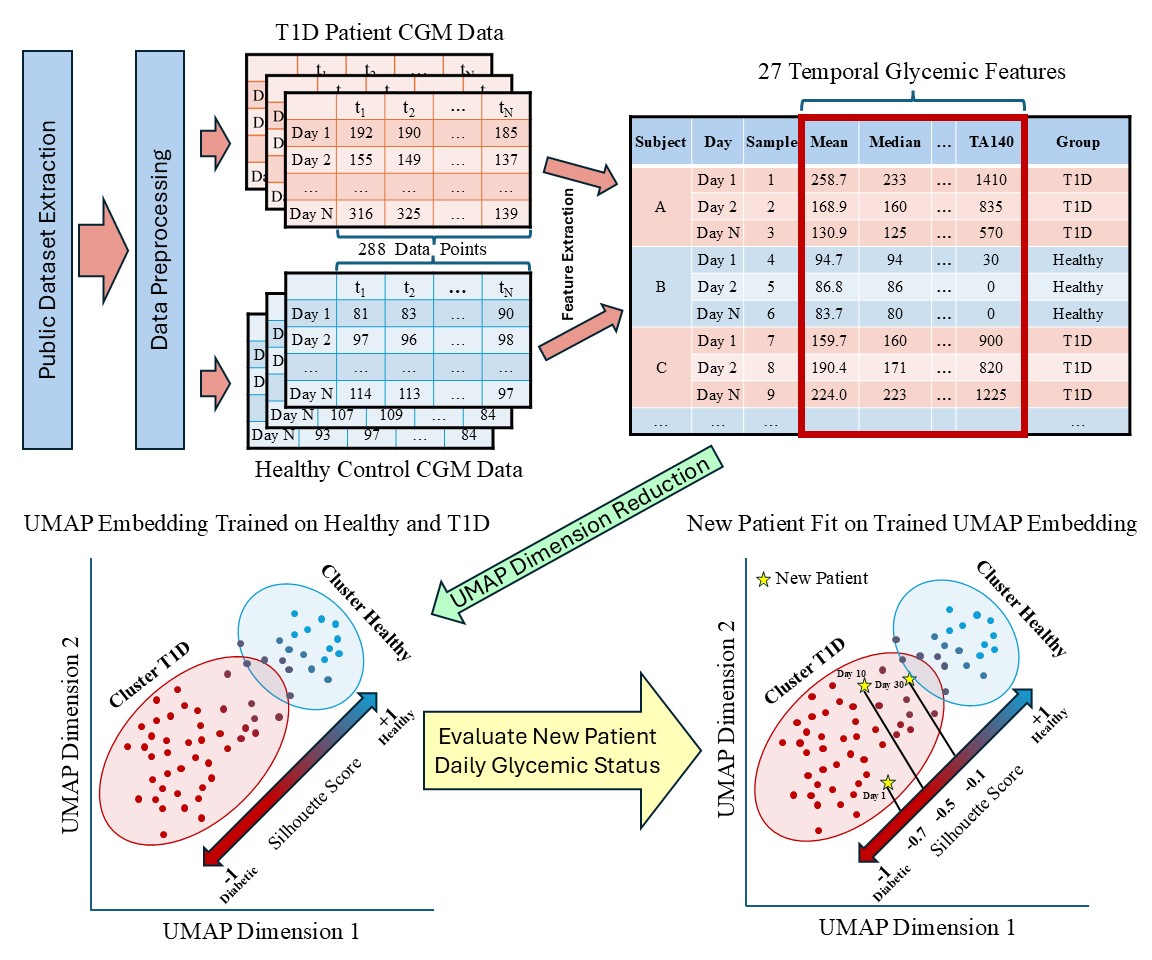 T1D Patient CGM Data
Public Dataset Extraction
Data Preprocessing
t1 t2 ... tN
D
D
Da
t t t
D
D
D
t1 t2 ... tN
Day 1 192 190 ... 185
Day 2 155 149 ... 137
... ... ... ...
Day N 316 325 ... 139
288 Data Points
t1 t2 ... tN
Day 1 81 83 ... 90
Day 2 97 96 ... 98
... ... ... ...
Day N 114 113 ... 97
D
D
Day N 107 109 ... 84
D
D
Day N 93 97 ... 84
Healthy Control CGM Data
Feature Extraction
27 Temporal Glycemic Features
Subject Day Sample Mean Median ... TA140 Group
A
Day 1 1 258.7 233 ... 1410 T1D
Day 2 2 168.9 160 ... 835 T1D
Day N 3 130.9 125 ... 570 T1D
B
Day 1 4 94.7 94 ... 30 Healthy
Day 2 5 86.8 86 ... 0 Healthy
Day N 6 83.7 80 ... 0 Healthy
C
Day 1 7 159.7 160 ... 900 T1D
Day 2 8 190.4 171 ... 820 T1D
Day N 9 224.0 223 ... 1225 T1D
... ... ... ... ...
UMAP Dimension Reduction
UMAP Embedding Trained on Healthy and T1D
UMAP Dimension 2
Cluster T1D
Cluster Healthy
+1
Healthy
Silhouette Score
-1
Diabetic
UMAP Dimension 1
Evaluate New Patient
Daily Glycemic Status
New Patient Fit on Trained UMAP Embedding
New Patient
UMAP Dimension 2
Cluster T1D
Cluster Healthy
Day 10
Day 30
Day 1
+1
Healthy
-0.1
-0.5
-0.7
Silhouette Score
-1
Diabetic
UMAP Dimension 1